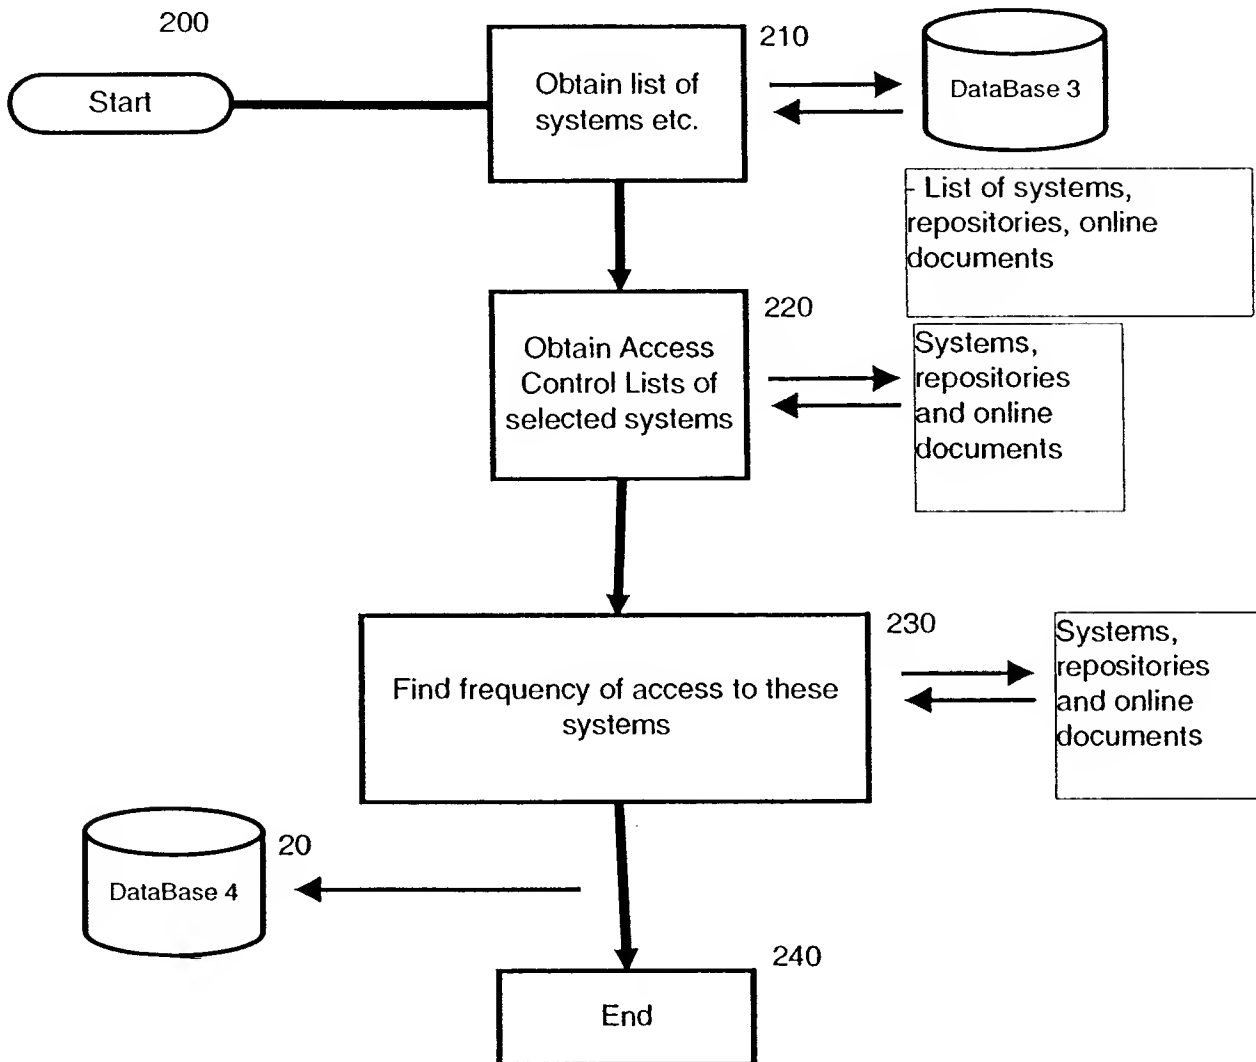 200
Start
Obtain list of
systems etc.
210
DataBase 3
- List of systems,
repositories, online
documents
Obtain Access
Control Lists of
selected systems
220
Systems,
repositories
and online
documents
Find frequency of access to these
systems
230
Systems,
repositories
and online
documents
DataBase 4
20
End
240